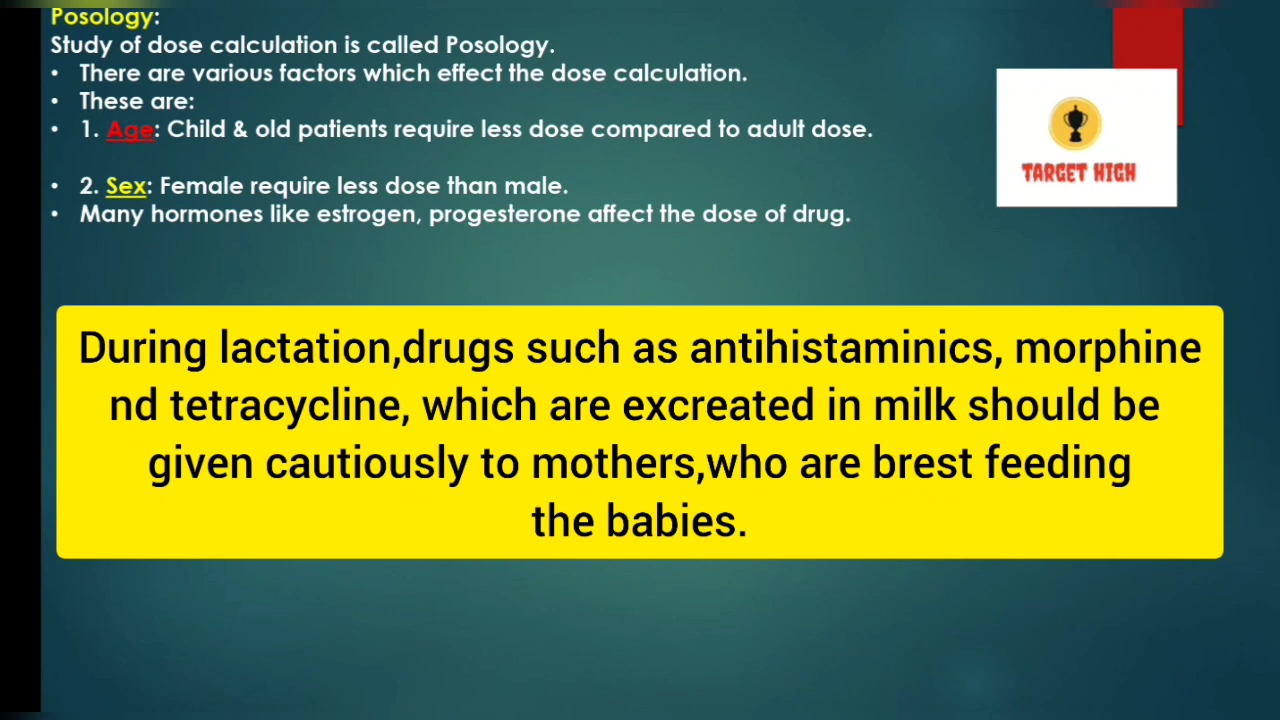 Posology:
Study of dose calculation is called Posology.
• There are various factors which effect the dose calculation.
• These are:
• 1. Age: Child & old patients require less dose compared to adult dose.
• 2. Sex: Female require less dose than male.
• Many hormones like estrogen, progesterone affect the dose of drug.
TARGET HIGH
During lactation,drugs such as antihistaminics, morphine
nd tetracycline, which are excreated in milk should be
given cautiously to mothers,who are brest feeding
the babies.